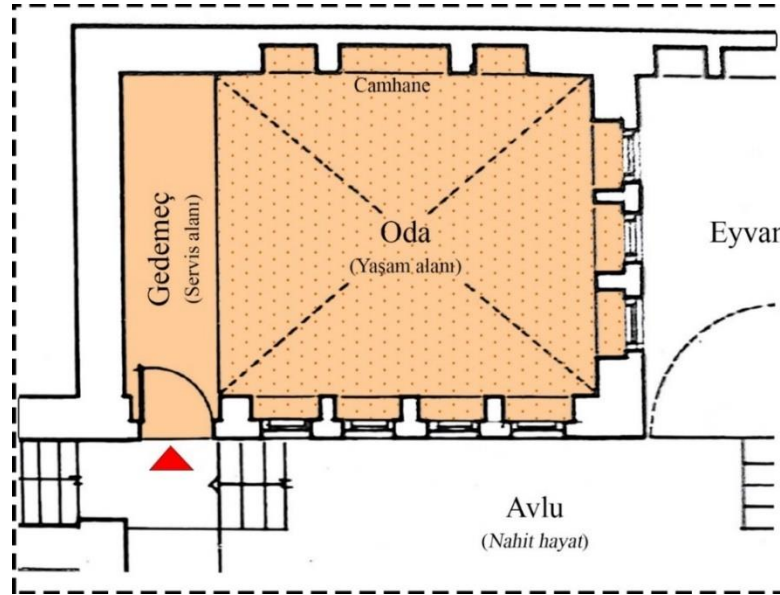 Camhane
Gedemeç
(Servis alanı)
Oda
(Yaşam alanı)
Eyvan
Avlu
(Nahit hayat)